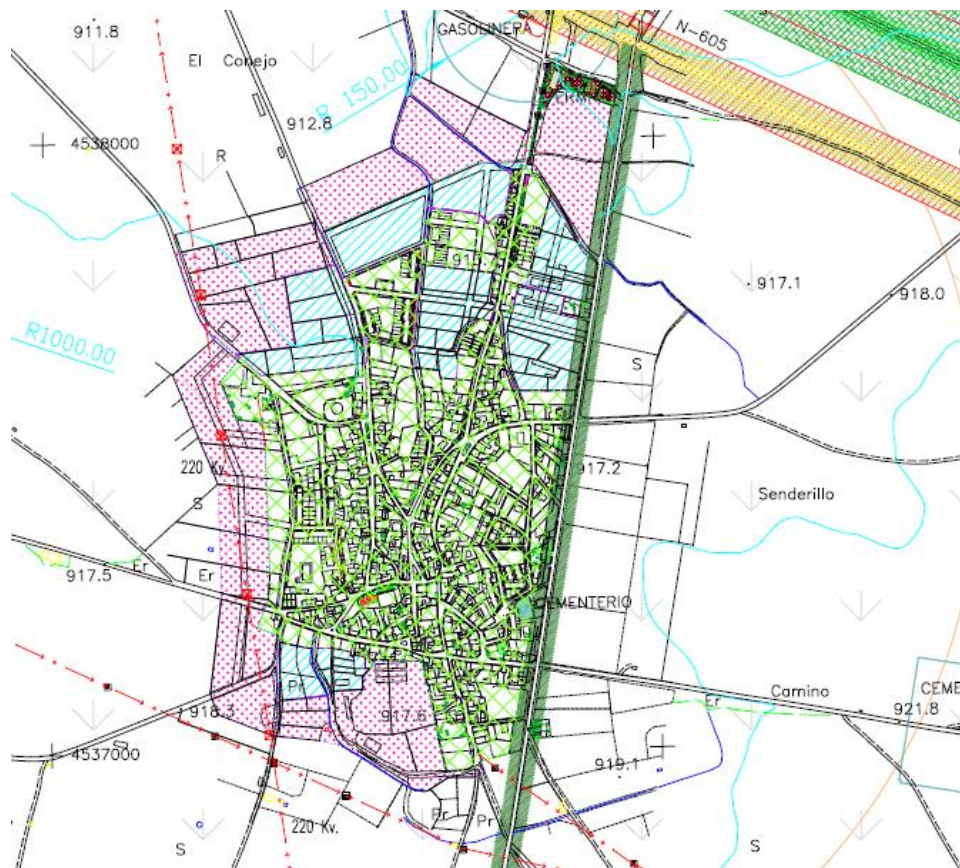 GASOLINERA
N-605
911.8
El Conejo
R 150,00
912.8
4538000
R
917.1
918.0
R1000.00
S
917.2
220 Kv.
Senderillo
S
917.5
Er
Er
CEMENTERIO
Pr
Camino
CEME
Er
921.8
918.3
917.6
4537000
919.1
Pr
Pr
220 Kv.
S
S